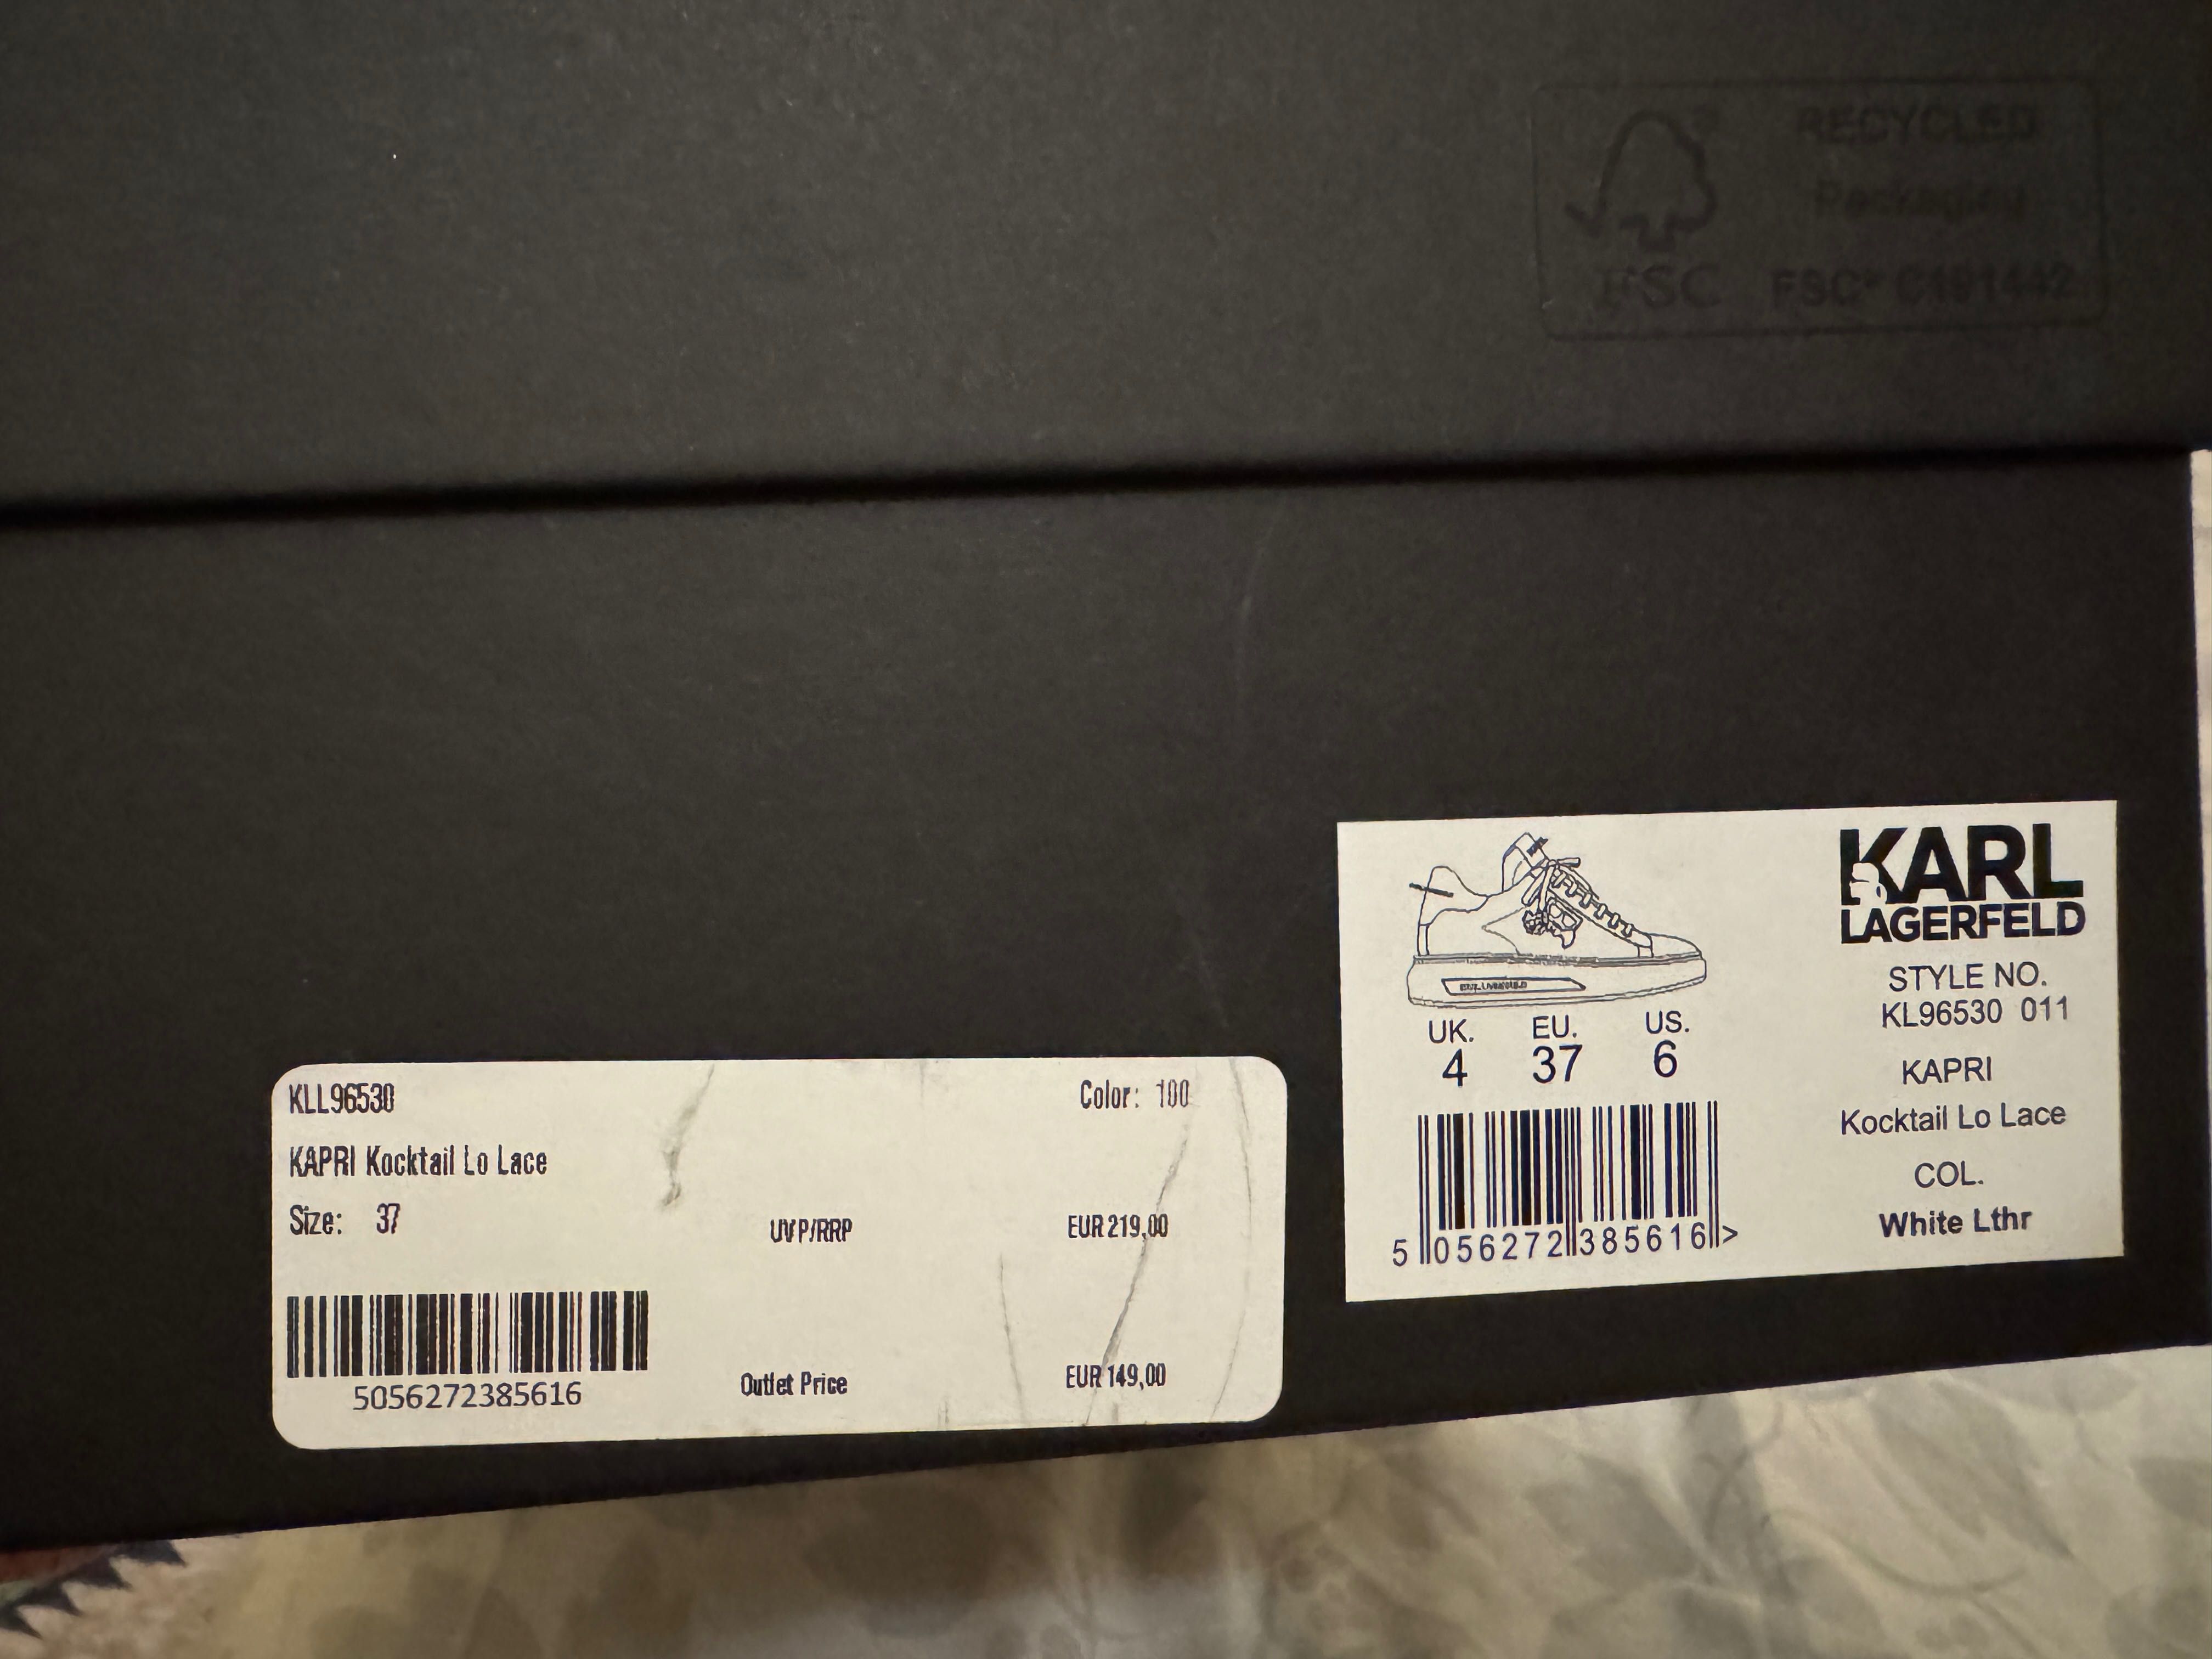 RECYCLED
Packaging
FSC FSC® C191442
KARL
LAGERFELD
STYLE NO.
KL96530 011
KAPRI
Kocktail Lo Lace
COL.
White Lthr
UK. EU. US.
4 37 6
5 056272 385616 >
KLL96530 Color: 100
KAPRI Kocktail Lo Lace
Size: 37 UVP/RRP EUR 219,00
5056272385616
Outlet Price EUR 149,00